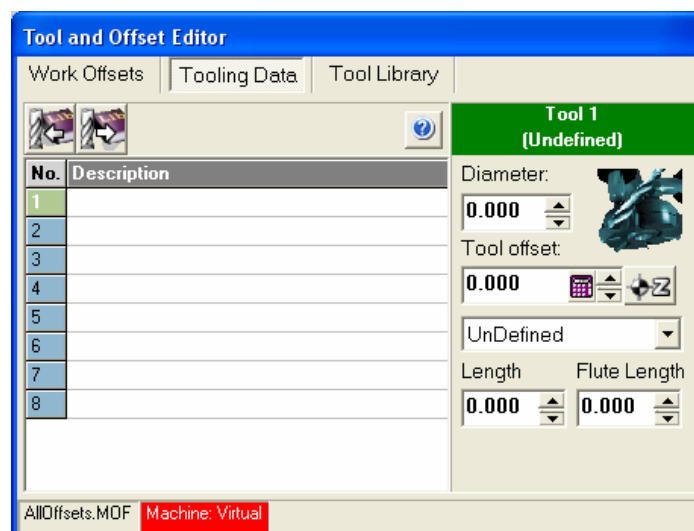 Tool and Offset Editor
Work Offsets Tooling Data Tool Library
Tool 1
(Undefined)
No. Description
1
2
3
4
5
6
7
8
Diameter:
0.000
Tool offset:
0.000 Z
UnDefined
Length Flute Length
0.000 0.000
AllOffsets.MOF Machine: Virtual